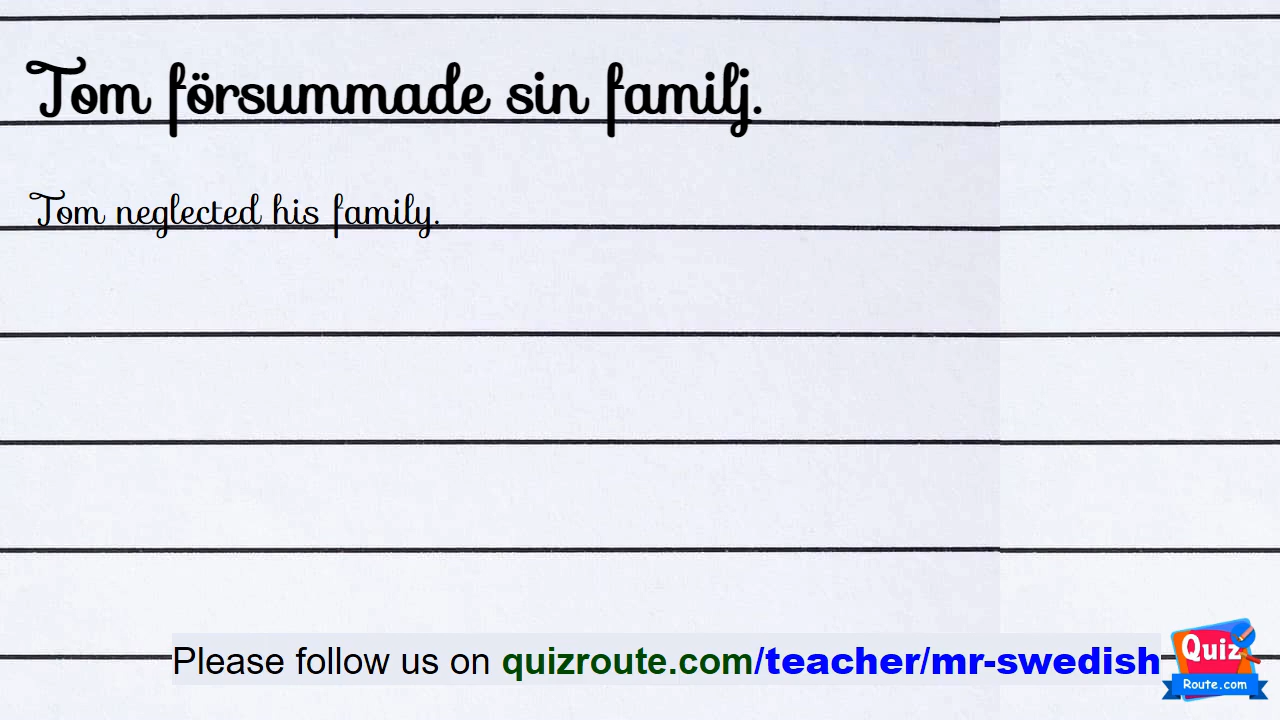 Tom försummade sin familj.
Tom neglected his family.
Please follow us on quizroute.com/teacher/mr-swedish
Quiz
Route.com